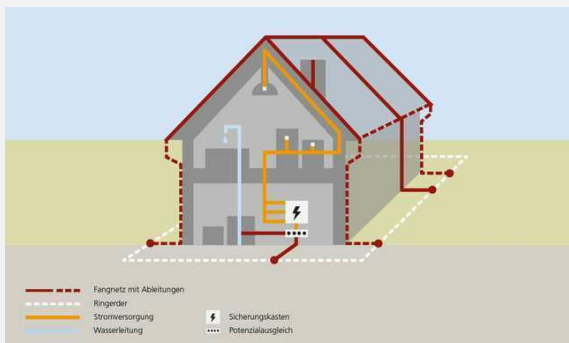 Fangnetz mit Ableitungen
Ringerder
Stromversorgung
Wasserleitung
Sicherungskasten
Potenzialausgleich